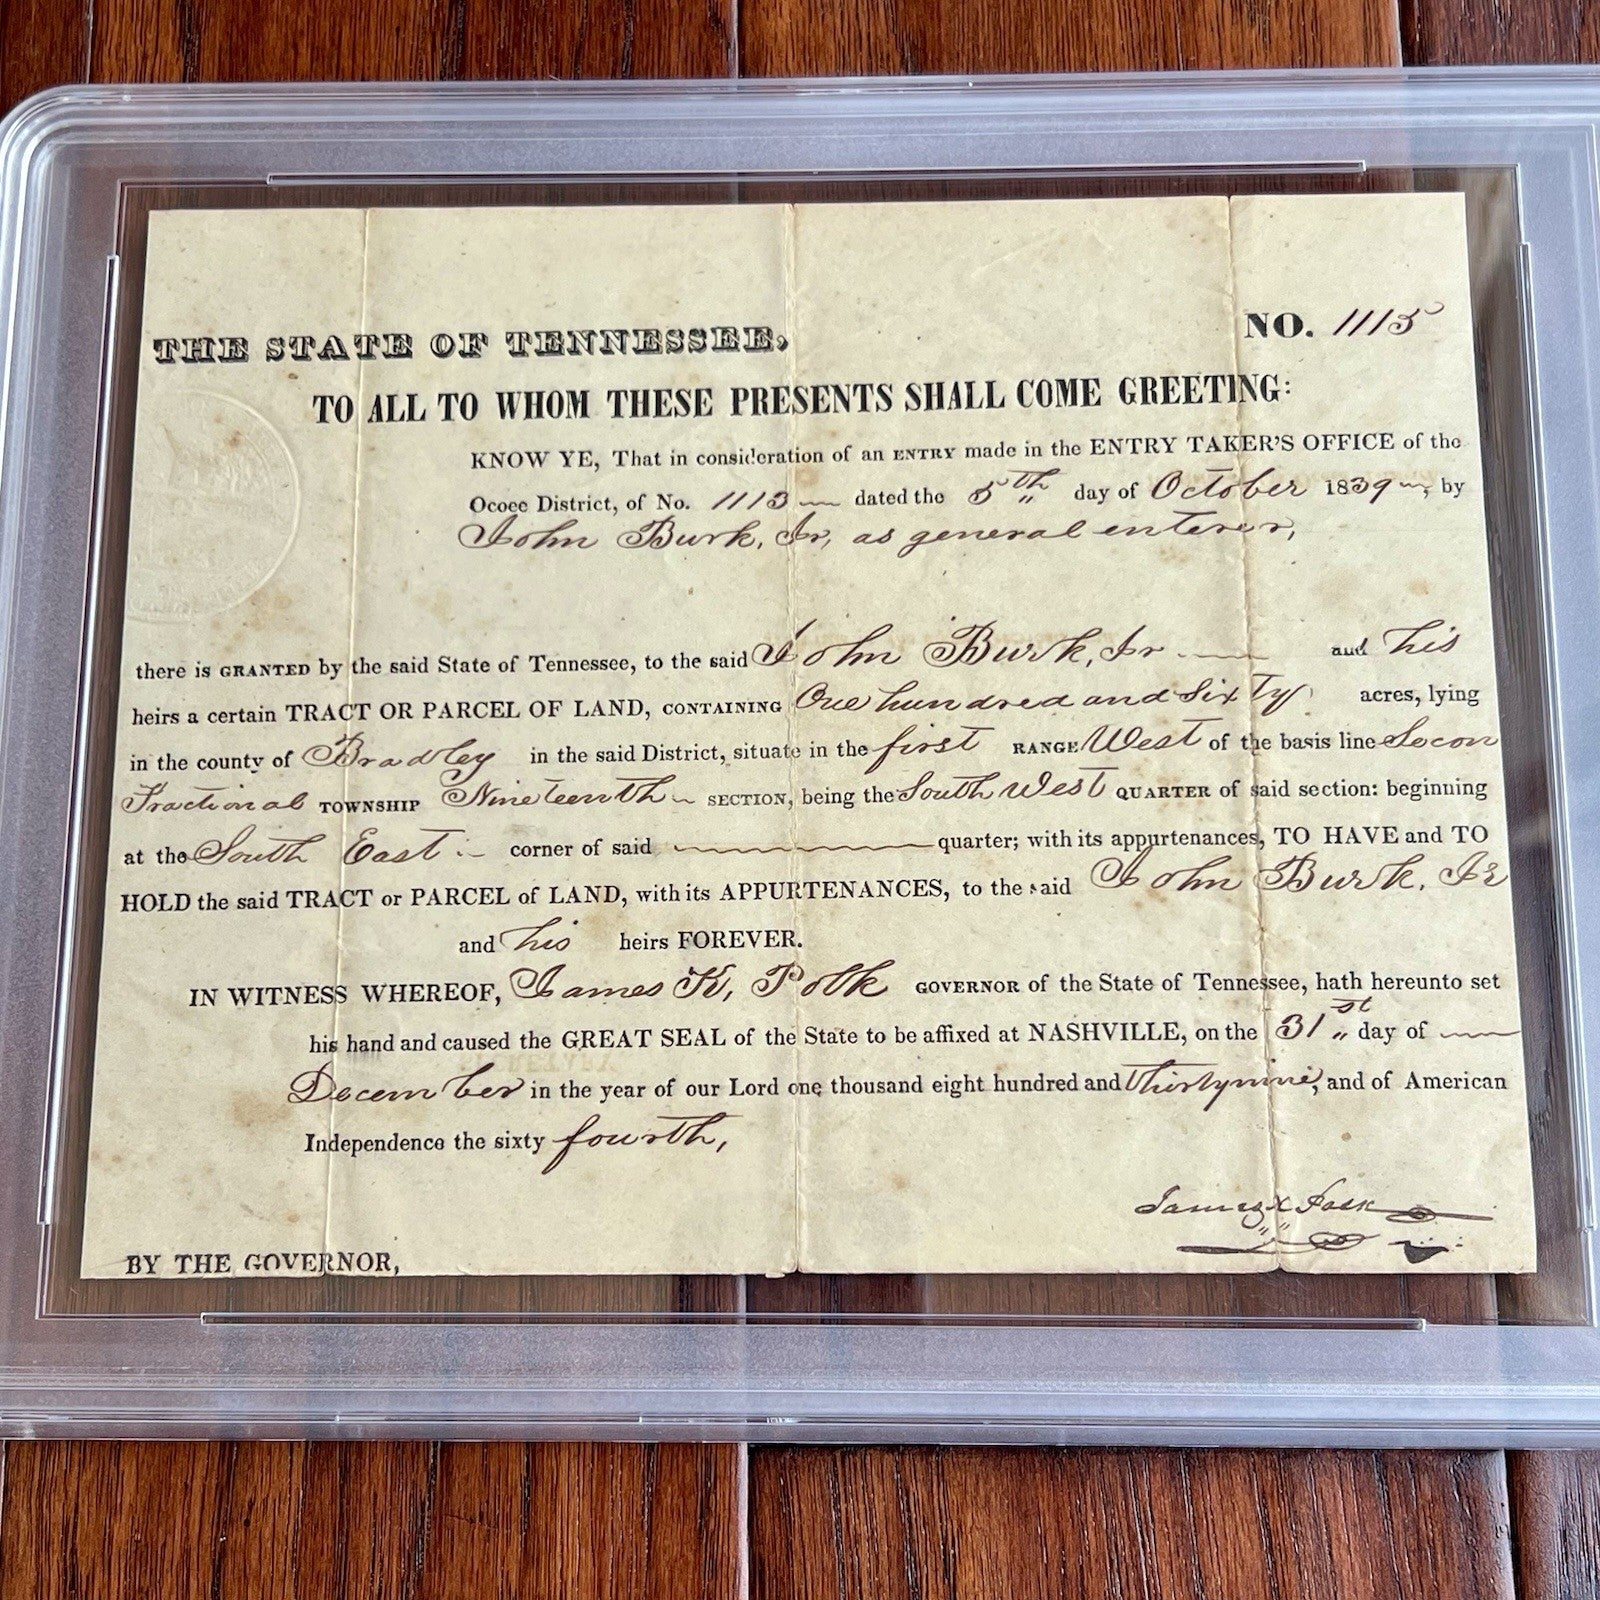 THE STATE OF TENNESSEE,
NO. 1115
TO ALL TO WHOM THESE PRESENTS SHALL COME GREETING:
KNOW YE, That in consideration of an ENTRY made in the ENTRY TAKER'S OFFICE of the
Ocoee District, of No. 1113 dated the 5th day of October 1839, by
John Burk, Jr, as general enterer,
there is GRANTED by the said State of Tennessee, to the said John Burk, Jr and his
heirs a certain TRACT OR PARCEL OF LAND, CONTAINING One hundred and Sixty acres, lying
in the county of Bradley in the said District, situate in the first RANGE West of the basis line Secon
Fractional TOWNSHIP Nineteenth SECTION, being the South West QUARTER of said section: beginning
at the South East corner of said quarter; with its appurtenances, TO HAVE and TO
HOLD the said TRACT or PARCEL of LAND, with its APPURTENANCES, to the said John Burk, Jr
and his heirs FOREVER.
IN WITNESS WHEREOF, James K, Polk GOVERNOR of the State of Tennessee, hath hereunto set
his hand and caused the GREAT SEAL of the State to be affixed at NASHVILLE, on the 31st day of
December in the year of our Lord one thousand eight hundred and thirtynine, and of American
Independence the sixty fourth,
James K Polk
BY THE GOVERNOR,